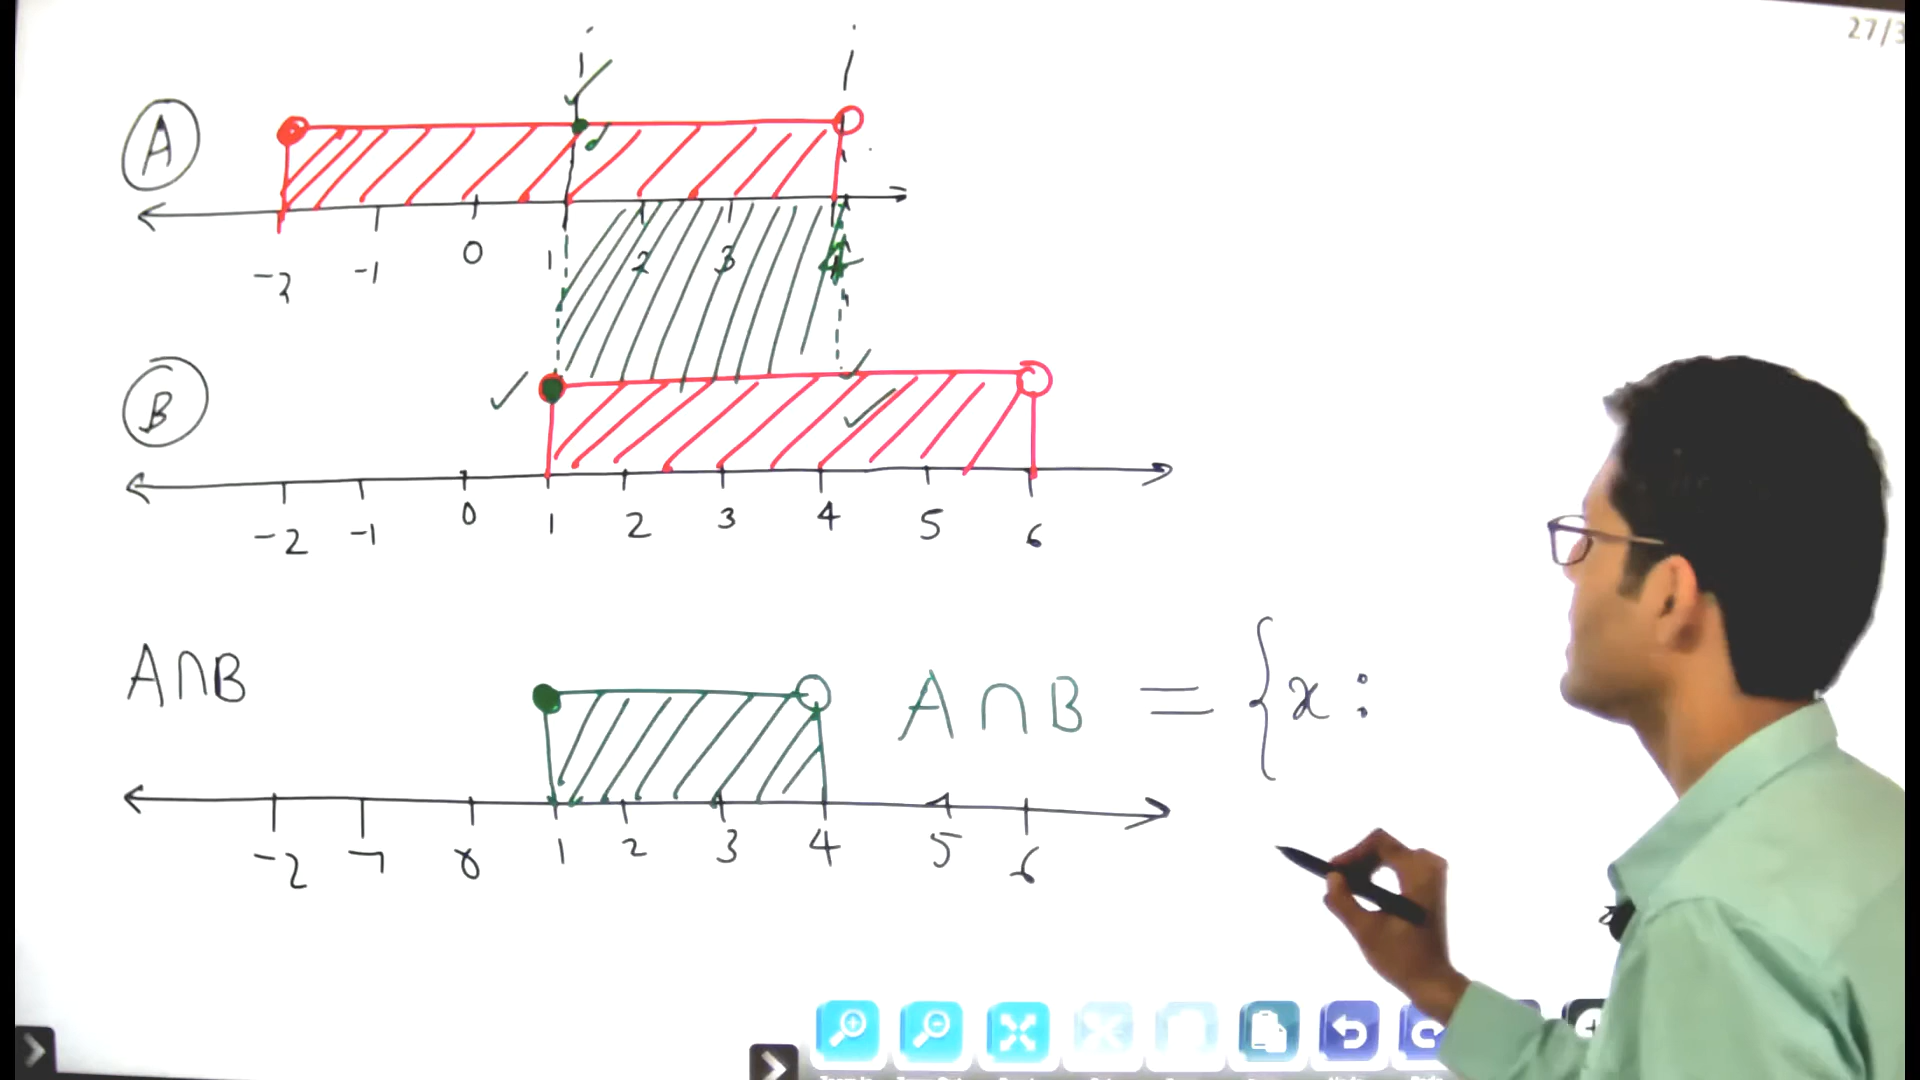 27/3
A
-2 -1 0 1 2 3 4
B
-2 -1 0 1 2 3 4 5 6
A∩B
A∩B = {x:
-2 -1 0 1 2 3 4 5 6